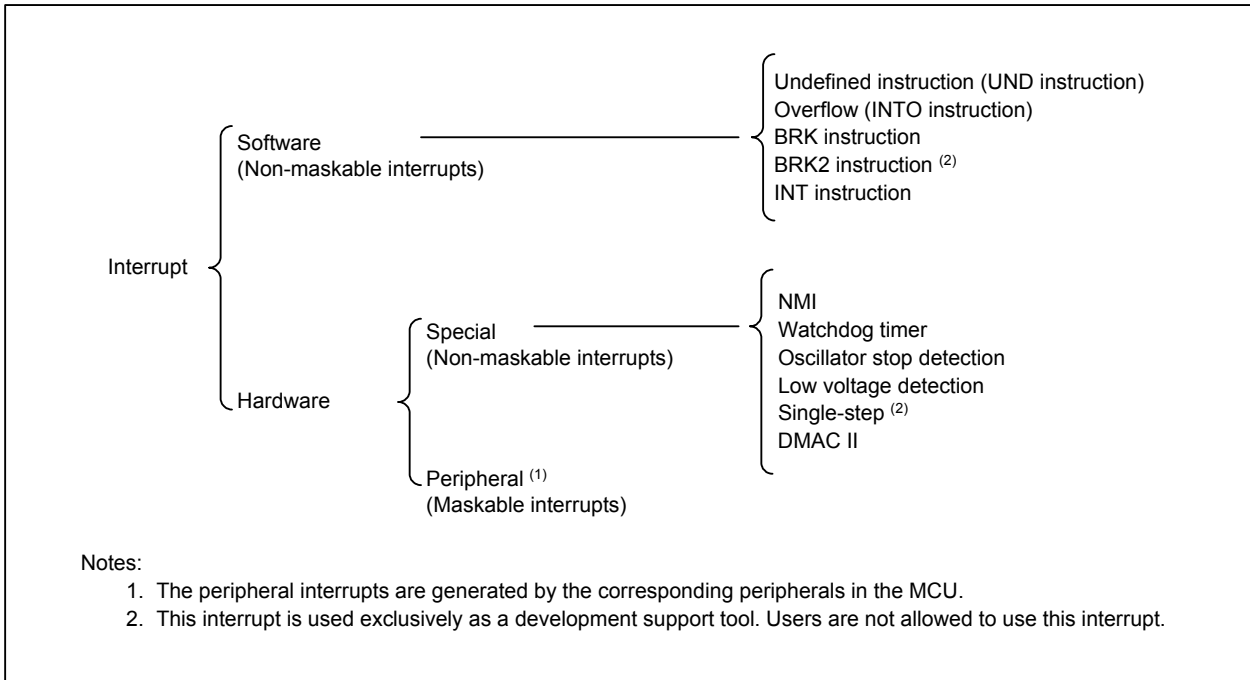 Interrupt
Software
(Non-maskable interrupts)
Undefined instruction (UND instruction)
Overflow (INTO instruction)
BRK instruction
BRK2 instruction (2)
INT instruction
Hardware
Special
(Non-maskable interrupts)
NMI
Watchdog timer
Oscillator stop detection
Low voltage detection
Single-step (2)
DMAC II
Peripheral (1)
(Maskable interrupts)
Notes:
1. The peripheral interrupts are generated by the corresponding peripherals in the MCU.
2. This interrupt is used exclusively as a development support tool. Users are not allowed to use this interrupt.